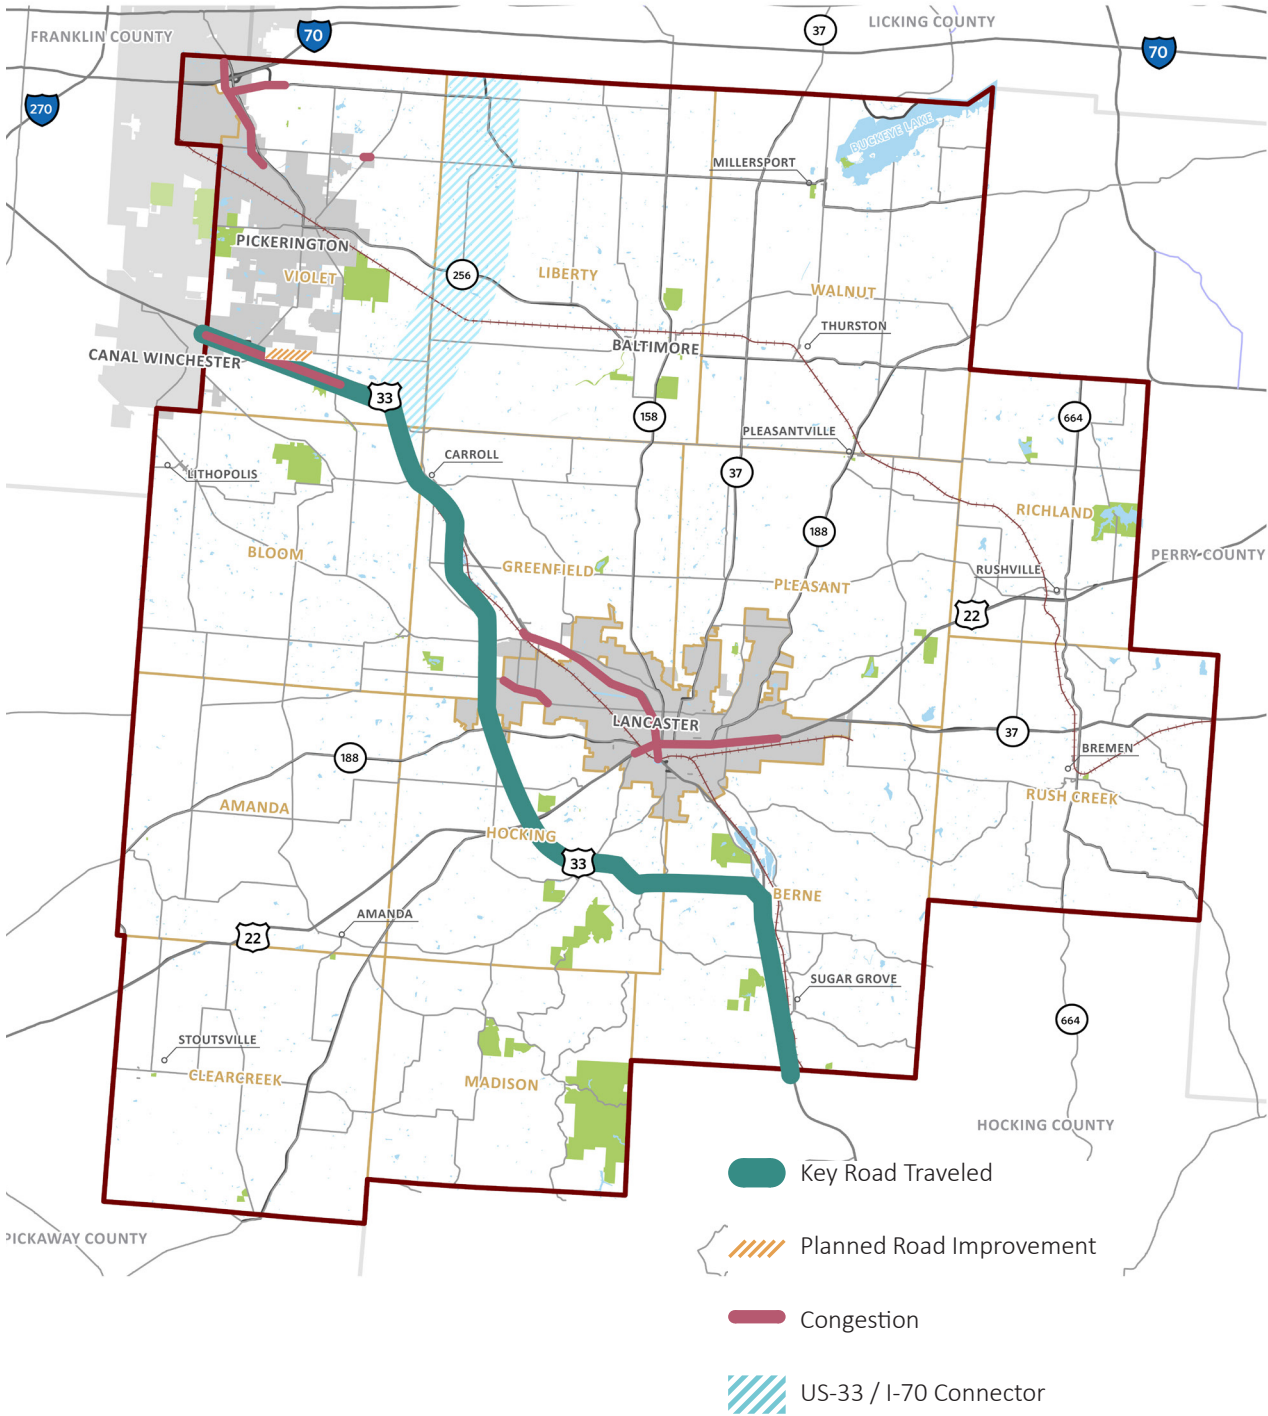 FRANKLIN COUNTY
70
37
LICKING COUNTY
70
270
BUCKEYE LAKE
MILLERSPORT
PICKERINGTON
VIOLET
256
LIBERTY
WALNUT
THURSTON
BALTIMORE
CANAL WINCHESTER
33
158
664
PLEASANTVILLE
CARROLL
37
LITHOPOLIS
RICHLAND
188
BLOOM
PERRY COUNTY
GREENFIELD
RUSHVILLE
PLEASANT
22
LANCASTER
37
BREMEN
188
RUSH CREEK
AMANDA
HOCKING
33
BERNE
AMANDA
22
SUGAR GROVE
664
STOUTSVILLE
CLEARCREEK
MADISON
HOCKING COUNTY
Key Road Traveled
PICKAWAY COUNTY
Planned Road Improvement
Congestion
US-33 / I-70 Connector